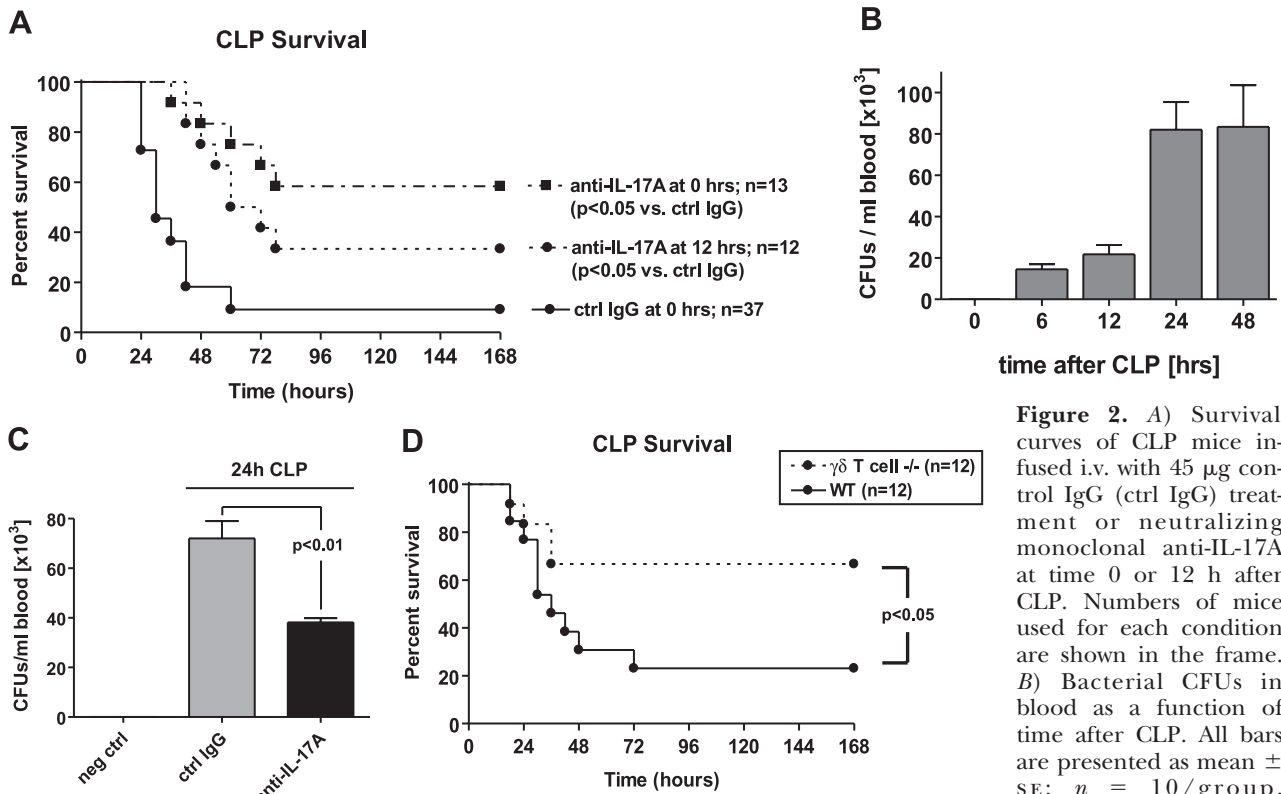 A
CLP Survival
Percent survival
100
80
60
40
20
0
0 24 48 72 96 120 144 168
Time (hours)
anti-IL-17A at 0 hrs; n=13
(p<0.05 vs. ctrl IgG)
anti-IL-17A at 12 hrs; n=12
(p<0.05 vs. ctrl IgG)
ctrl IgG at 0 hrs; n=37
B
CFUs / ml blood [x10³]
100
80
60
40
20
0
0 6 12 24 48
time after CLP [hrs]
C
24h CLP
CFUs/ml blood [x10³]
80
60
40
20
0
p<0.01
neg ctrl
ctrl IgG
anti-IL-17A
D
CLP Survival
γδ T cell -/- (n=12)
WT (n=12)
Percent survival
100
80
60
40
20
0
p<0.05
0 24 48 72 96 120 144 168
Time (hours)
Figure 2. A) Survival
curves of CLP mice in-
fused i.v. with 45 μg con-
trol IgG (ctrl IgG) treat-
ment or neutralizing
monoclonal anti-IL-17A
at time 0 or 12 h after
CLP. Numbers of mice
used for each condition
are shown in the frame.
B) Bacterial CFUs in
blood as a function of
time after CLP. All bars
are presented as mean ±
SE; n = 10/group.